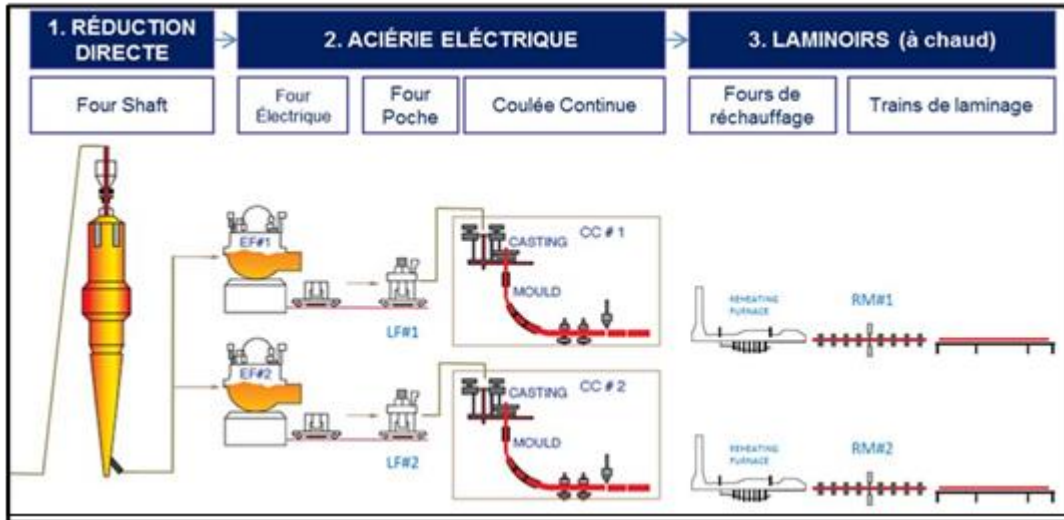 1. RÉDUCTION
DIRECTE
2. ACIÉRIE ELÉCTRIQUE
3. LAMINOIRS (à chaud)
Four Shaft
Four
Électrique
Four
Poche
Coulée Continue
Fours de
réchauffage
Trains de laminage
EF#1
LF#1
CASTING
CC # 1
MOULD
REHEATING
FURNACE
RM#1
EF#2
LF#2
CASTING
CC # 2
MOULD
REHEATING
FURNACE
RM#2